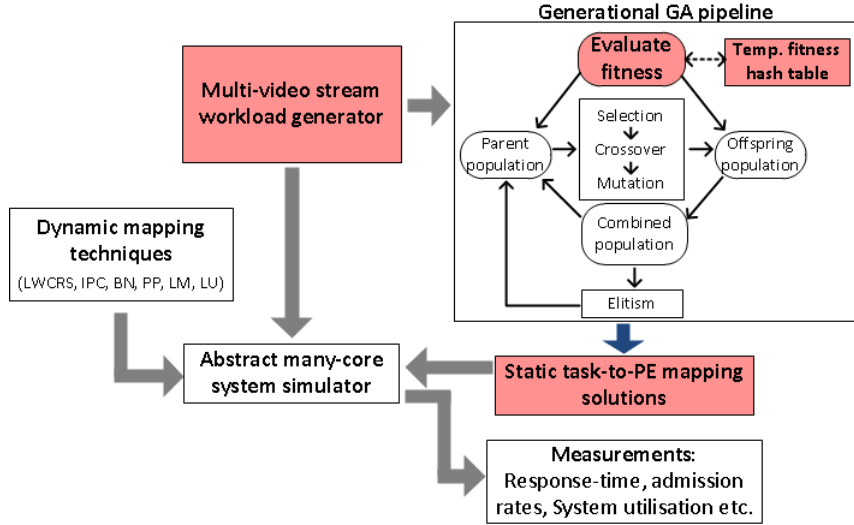 Generational GA pipeline
Evaluate
fitness
Temp. fitness
hash table
Multi-video stream
workload generator
Selection
Crossover
Mutation
Parent
population
Offspring
population
Combined
population
Elitism
Dynamic mapping
techniques
(LWCRS, IPC, BN, PP, LM, LU)
Abstract many-core
system simulator
Static task-to-PE mapping
solutions
Measurements:
Response-time, admission
rates, System utilisation etc.